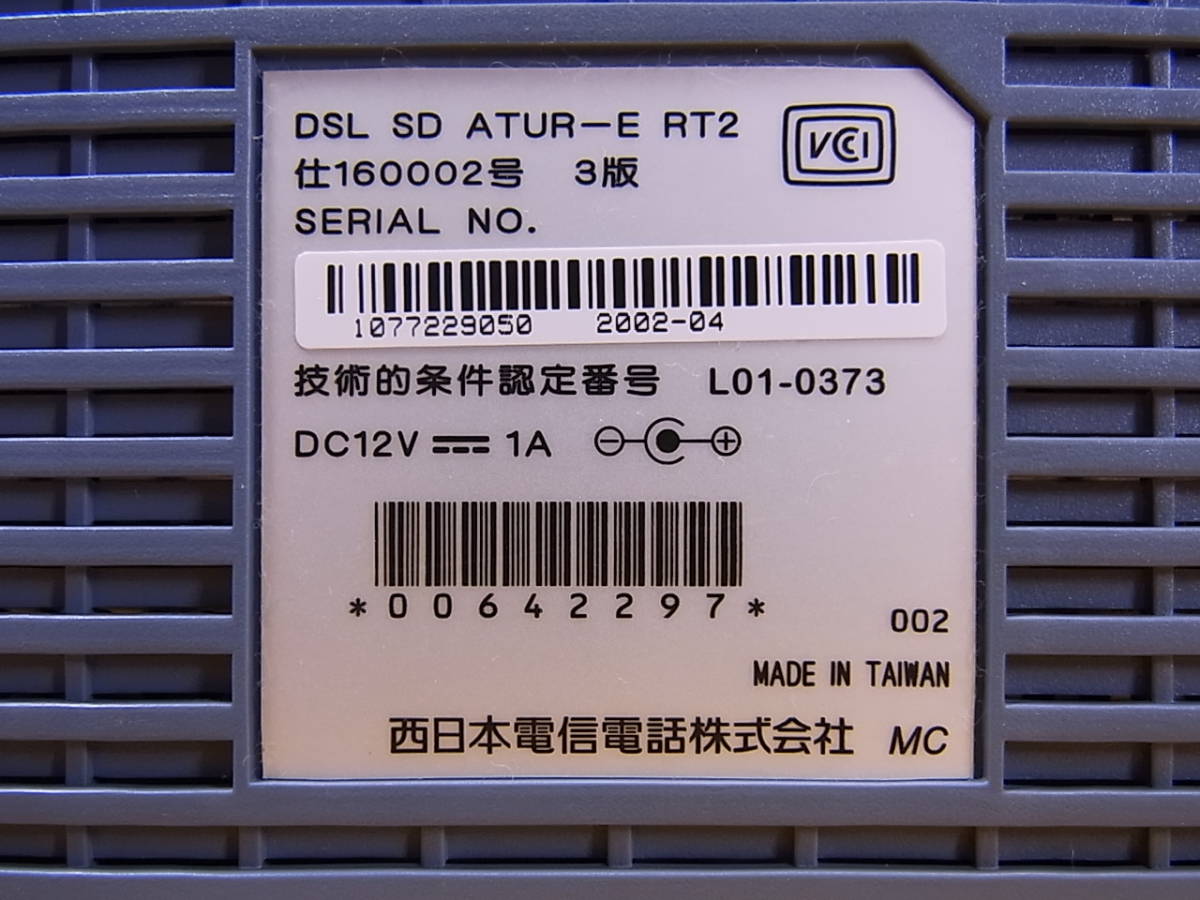 DSL SD ATUR-E RT2
VCCI
仕160002号 3版
SERIAL NO.
1077229050 2002-04
技術的条件認定番号 L01-0373
DC12V 1A
*00642297*
002
MADE IN TAIWAN
西日本電信電話株式会社 MC